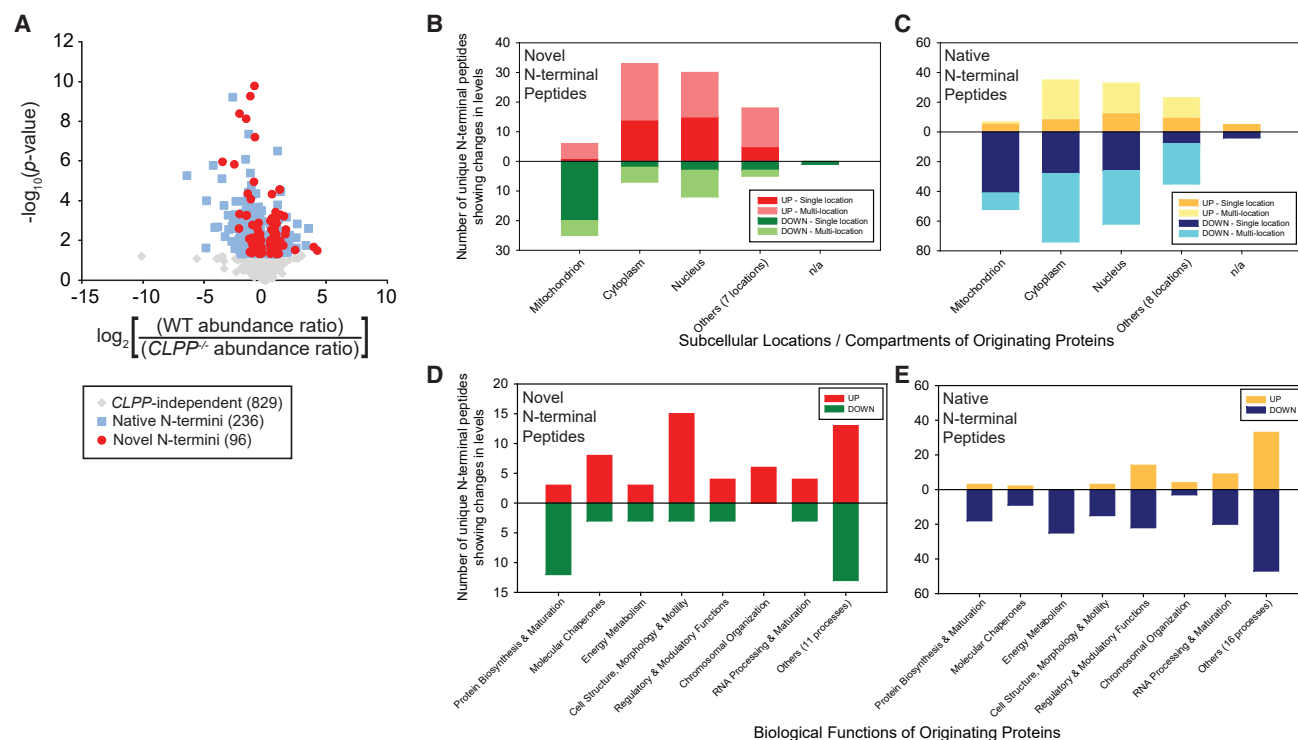 A
12
10
8
6
4
2
0
-log10(p-value)
-15
-10
-5
0
5
10
log2[(WT abundance ratio)
(CLPP-/- abundance ratio)]
CLPP-independent (829)
Native N-termini (236)
Novel N-termini (96)
B
Number of unique N-terminal peptides
showing changes in levels
40
30
20
10
0
10
20
30
Novel
N-terminal
Peptides
UP - Single location
UP - Multi-location
DOWN - Single location
DOWN - Multi-location
Mitochondrion
Cytoplasm
Nucleus
Others (7 locations)
n/a
C
60
40
20
0
20
40
60
80
Native
N-terminal
Peptides
UP - Single location
UP - Multi-location
DOWN - Single location
DOWN - Multi-location
Mitochondrion
Cytoplasm
Nucleus
Others (8 locations)
n/a
Subcellular Locations / Compartments of Originating Proteins
D
Number of unique N-terminal peptides
showing changes in levels
20
15
10
5
0
5
10
15
Novel
N-terminal
Peptides
UP
DOWN
Protein Biosynthesis & Maturation
Molecular Chaperones
Energy Metabolism
Cell Structure, Morphology & Motility
Regulatory & Modulatory Functions
Chromosomal Organization
RNA Processing & Maturation
Others (11 processes)
E
60
40
20
0
20
40
60
Native
N-terminal
Peptides
UP
DOWN
Protein Biosynthesis & Maturation
Molecular Chaperones
Energy Metabolism
Cell Structure, Morphology & Motility
Regulatory & Modulatory Functions
Chromosomal Organization
RNA Processing & Maturation
Others (16 processes)
Biological Functions of Originating Proteins